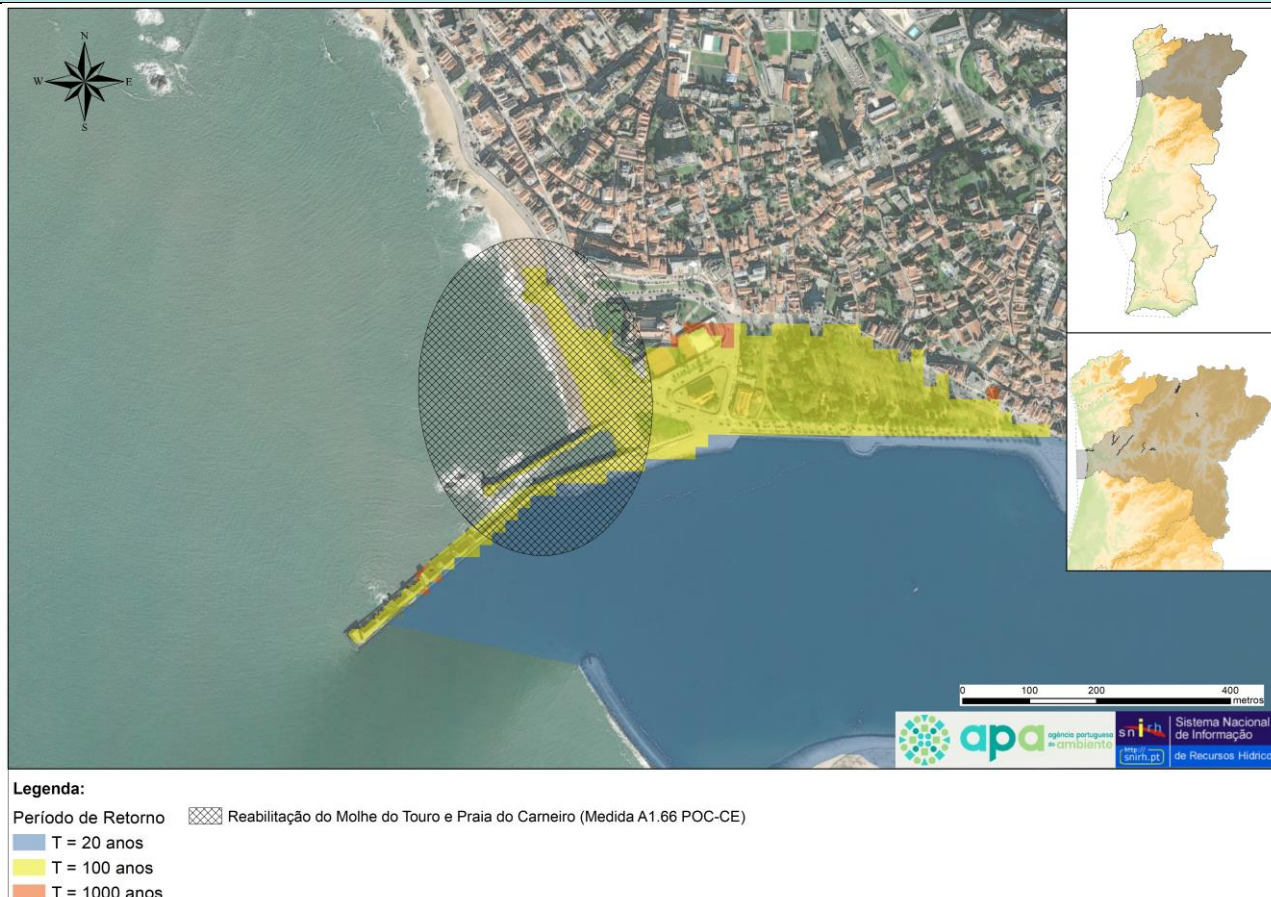 N
W E
S
0 100 200 400
metros
apa agência portuguesa
do ambiente
snirh
http://
snirh.pt
Sistema Nacional
de Informação
de Recursos Hídrico
Legenda:
Período de Retorno
Reabilitação do Molhe do Touro e Praia do Carneiro (Medida A1.66 POC-CE)
T = 20 anos
T = 100 anos
T = 1000 anos